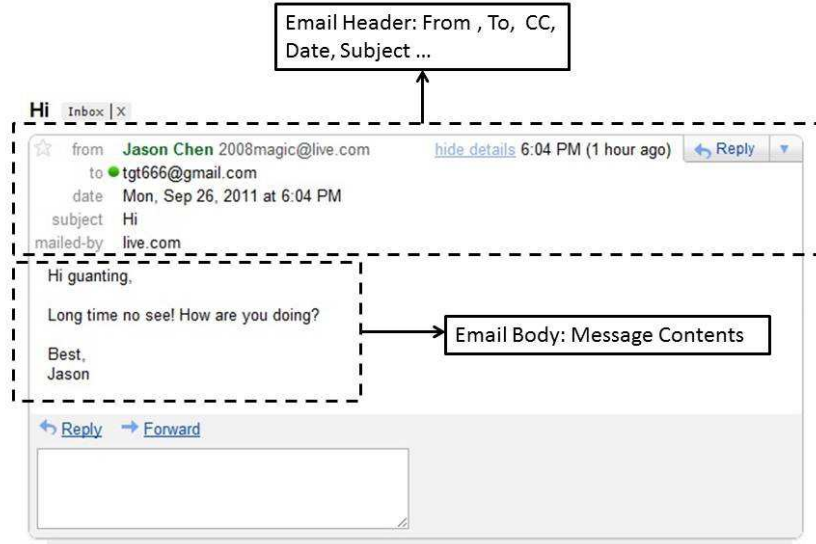 Email Header: From , To, CC,
Date, Subject ...
Hi Inbox | X
from Jason Chen 2008magic@live.com hide details 6:04 PM (1 hour ago) Reply
to tgt666@gmail.com
date Mon, Sep 26, 2011 at 6:04 PM
subject Hi
mailed-by live.com
Hi guanting,
Long time no see! How are you doing?
Best,
Jason
Email Body: Message Contents
Reply Forward